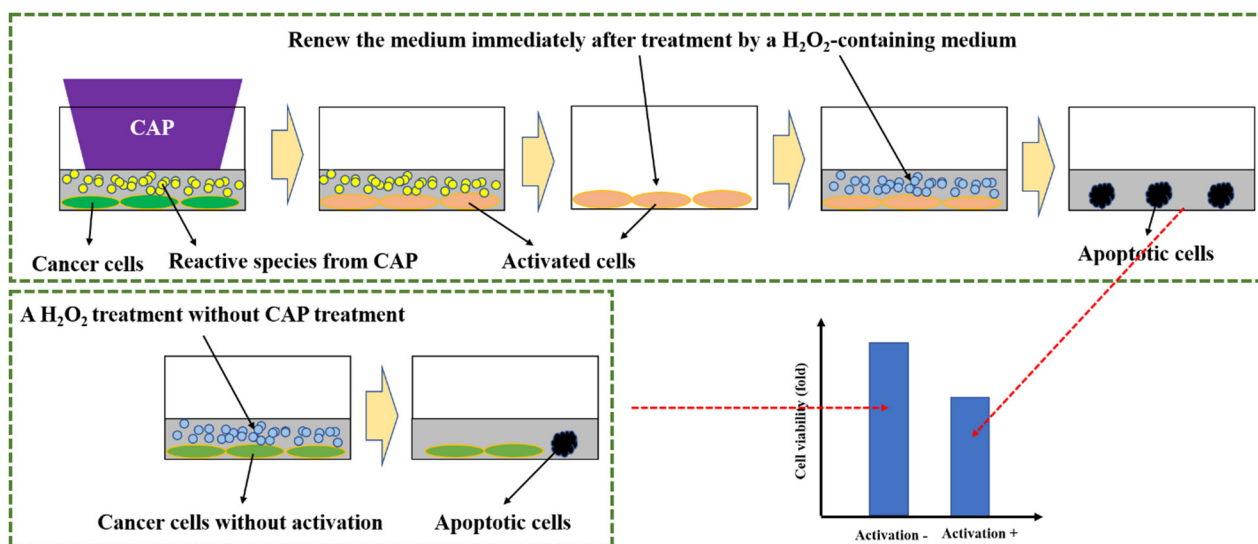 Renew the medium immediately after treatment by a H₂O₂-containing medium
CAP
Cancer cells
Reactive species from CAP
Activated cells
Apoptotic cells
A H₂O₂ treatment without CAP treatment
Cancer cells without activation
Apoptotic cells
Cell viability (fold)
Activation -
Activation +